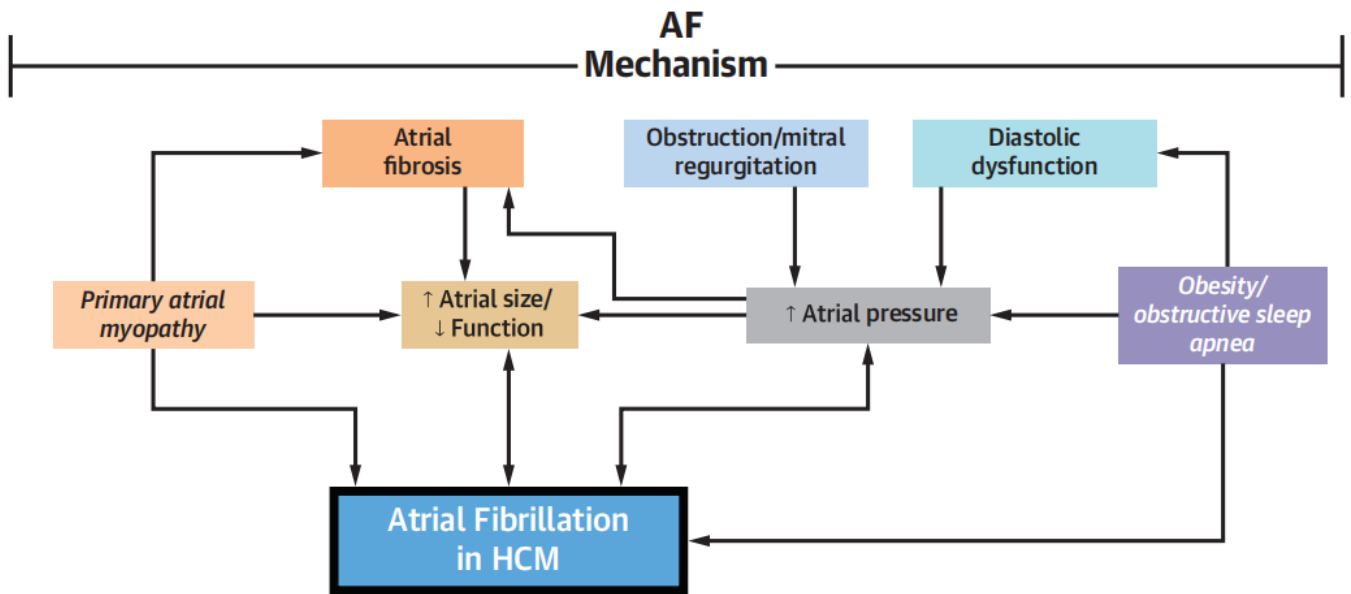 AF
Mechanism
Atrial
fibrosis
Obstruction/mitral
regurgitation
Diastolic
dysfunction
Primary atrial
myopathy
↑ Atrial size/
↓ Function
↑ Atrial pressure
Obesity/
obstructive sleep
apnea
Atrial Fibrillation
in HCM